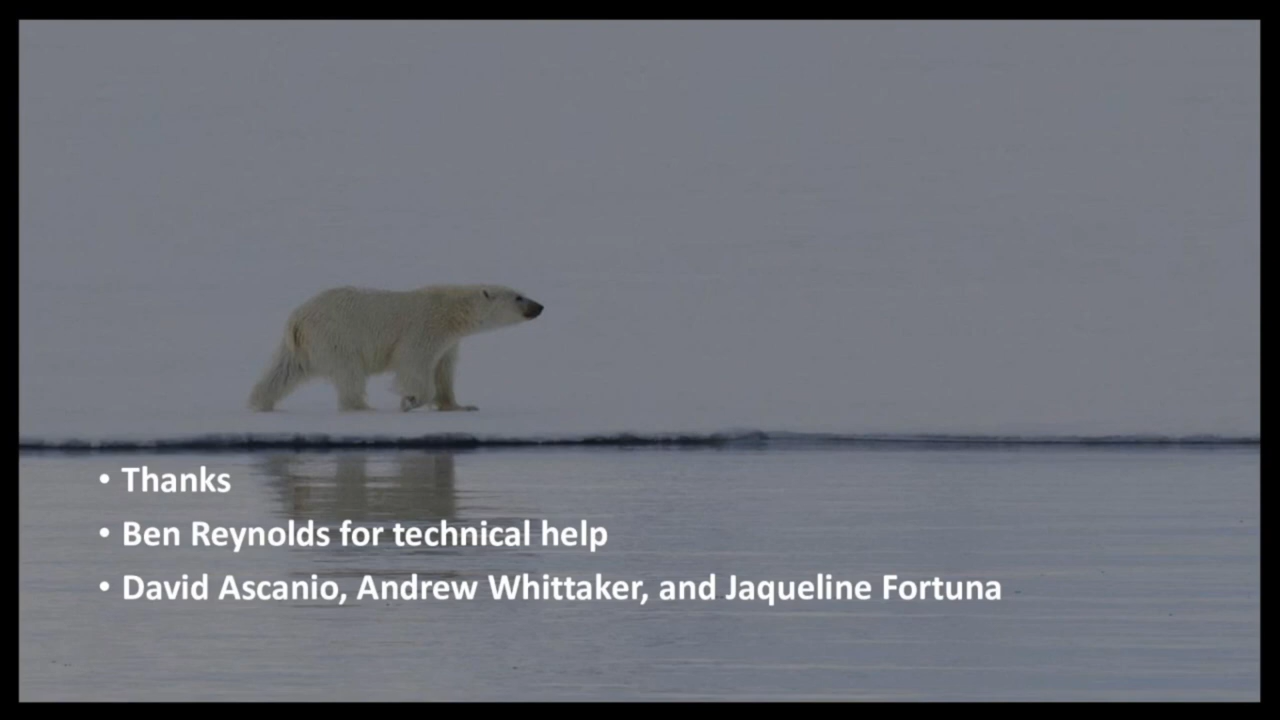 • Thanks
• Ben Reynolds for technical help
• David Ascanio, Andrew Whittaker, and Jaqueline Fortuna